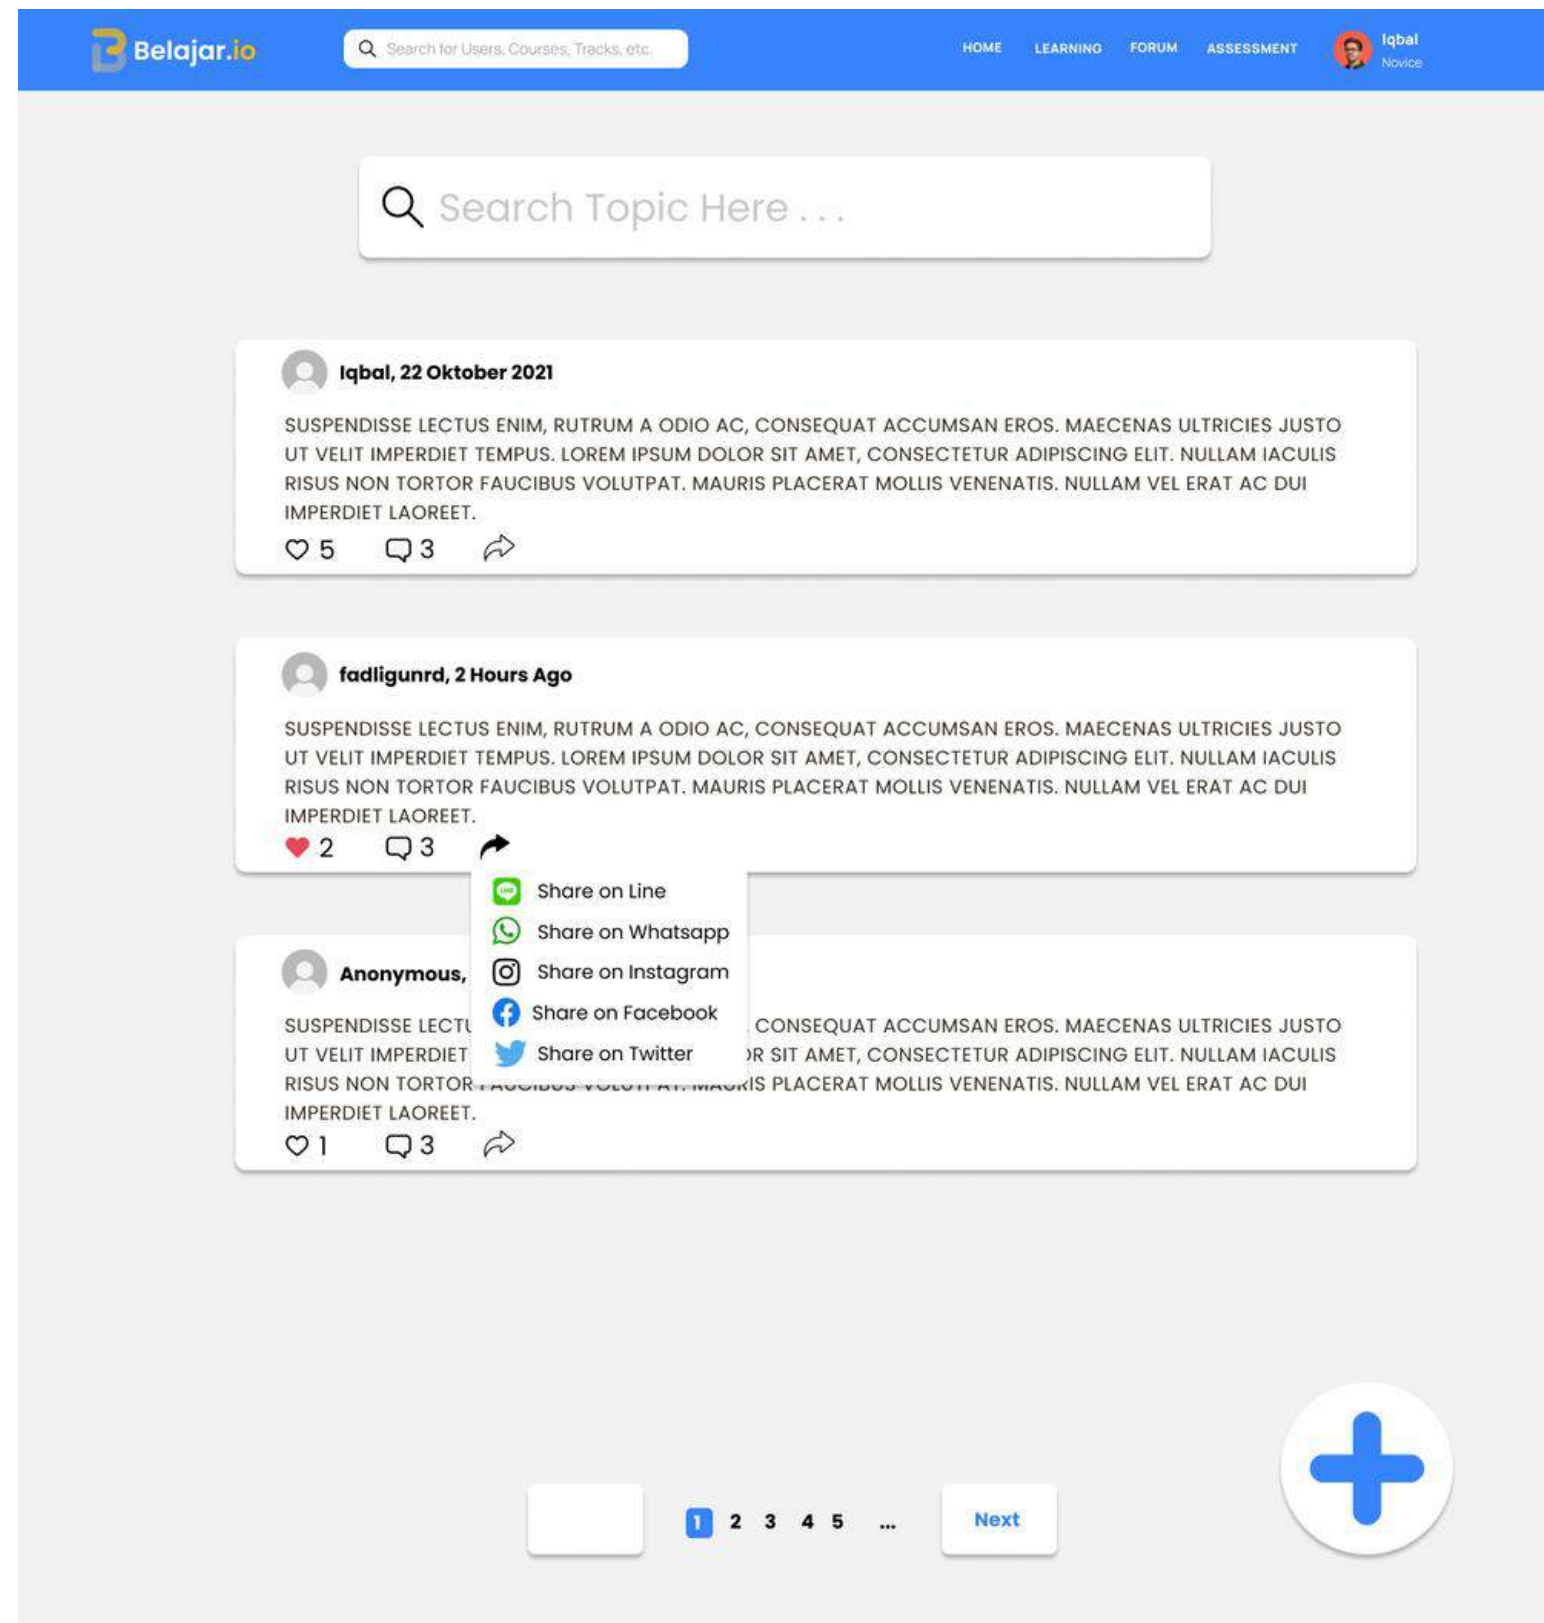 Belajar.io
Search for Users, Courses, Tracks, etc.
HOME LEARNING FORUM ASSESSMENT
Iqbal
Novice
Search Topic Here . . .
Iqbal, 22 Oktober 2021
SUSPENDISSE LECTUS ENIM, RUTRUM A ODIO AC, CONSEQUAT ACCUMSAN EROS. MAECENAS ULTRICIES JUSTO
UT VELIT IMPERDIET TEMPUS. LOREM IPSUM DOLOR SIT AMET, CONSECTETUR ADIPISCING ELIT. NULLAM IACULIS
RISUS NON TORTOR FAUCIBUS VOLUTPAT. MAURIS PLACERAT MOLLIS VENENATIS. NULLAM VEL ERAT AC DUI
IMPERDIET LAOREET.
5 3
fadligunrd, 2 Hours Ago
SUSPENDISSE LECTUS ENIM, RUTRUM A ODIO AC, CONSEQUAT ACCUMSAN EROS. MAECENAS ULTRICIES JUSTO
UT VELIT IMPERDIET TEMPUS. LOREM IPSUM DOLOR SIT AMET, CONSECTETUR ADIPISCING ELIT. NULLAM IACULIS
RISUS NON TORTOR FAUCIBUS VOLUTPAT. MAURIS PLACERAT MOLLIS VENENATIS. NULLAM VEL ERAT AC DUI
IMPERDIET LAOREET.
2 3
Share on Line
Share on Whatsapp
Share on Instagram
Share on Facebook
Share on Twitter
Anonymous,
SUSPENDISSE CONSEQUAT ACCUMSAN EROS. MAECENAS ULTRICIES JUSTO
UT VELIT IMPERDIET SIT AMET, CONSECTETUR ADIPISCING ELIT. NULLAM IACULIS
RISUS NON TORTOR FAUCIBUS VOLUTPAT. MAURIS PLACERAT MOLLIS VENENATIS. NULLAM VEL ERAT AC DUI
IMPERDIET LAOREET.
1 3
1 2 3 4 5 ... Next